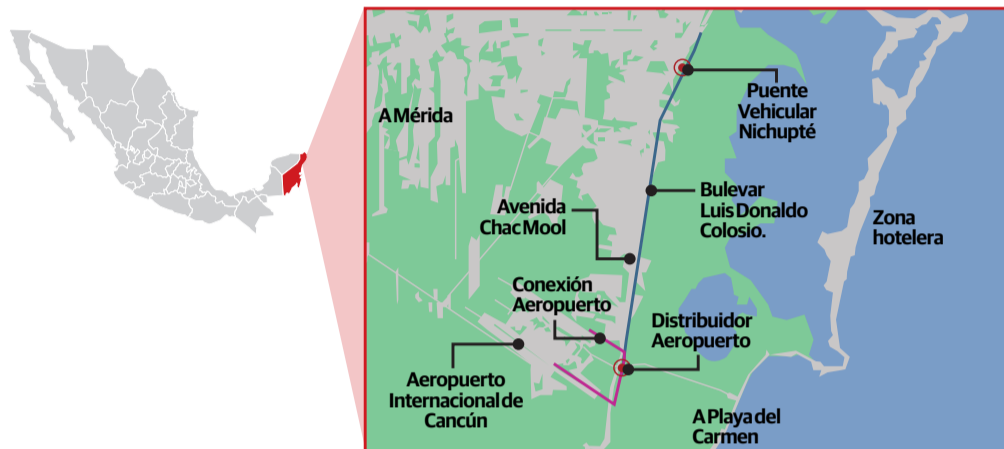 A Mérida
Puente
Vehicular
Nichupté
Bulevar
Luis Donaldo
Colosio.
Zona
hotelera
Avenida
Chac Mool
Conexión
Aeropuerto
Distribuidor
Aeropuerto
Aeropuerto
Internacional de
Cancún
A Playa del
Carmen